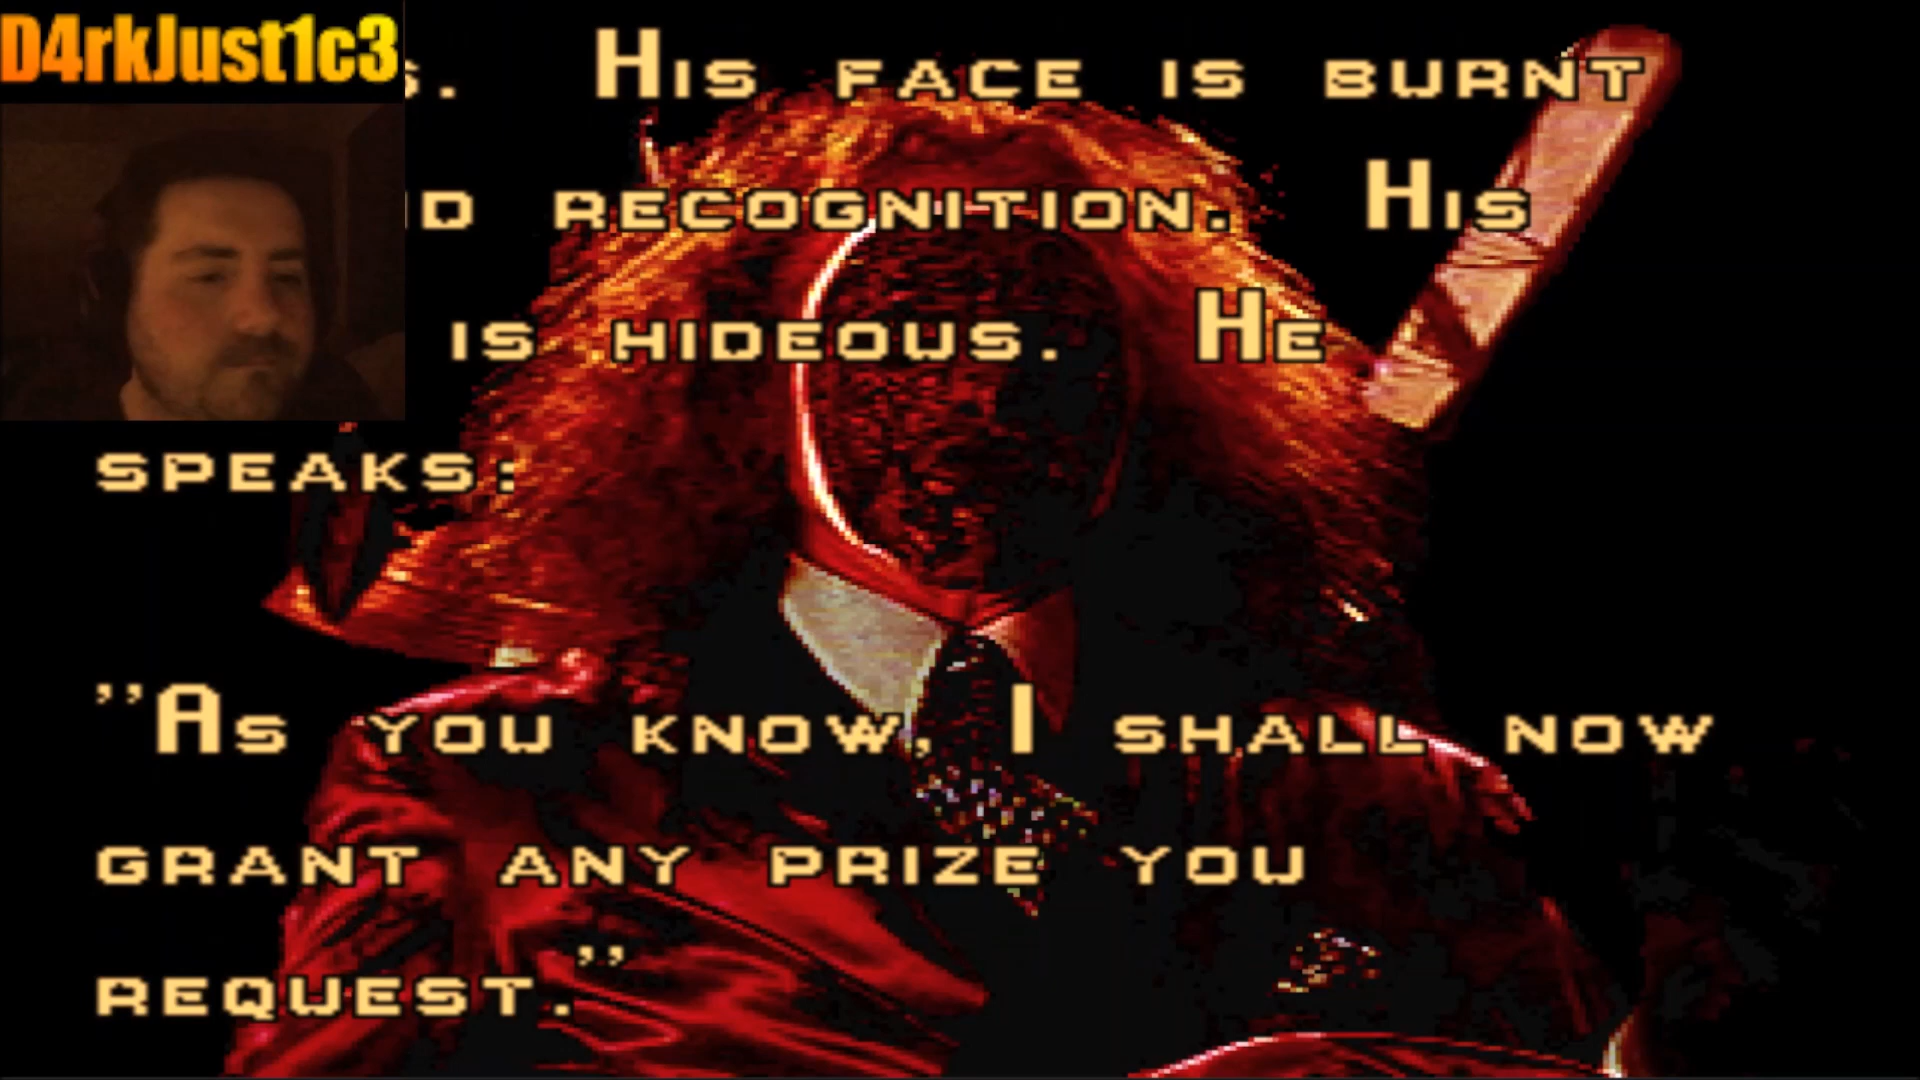 D4rkJust1c3
His face is burnt
recognition. His
is hideous. He
speaks:
"As you know, I shall now
grant any prize you
request."